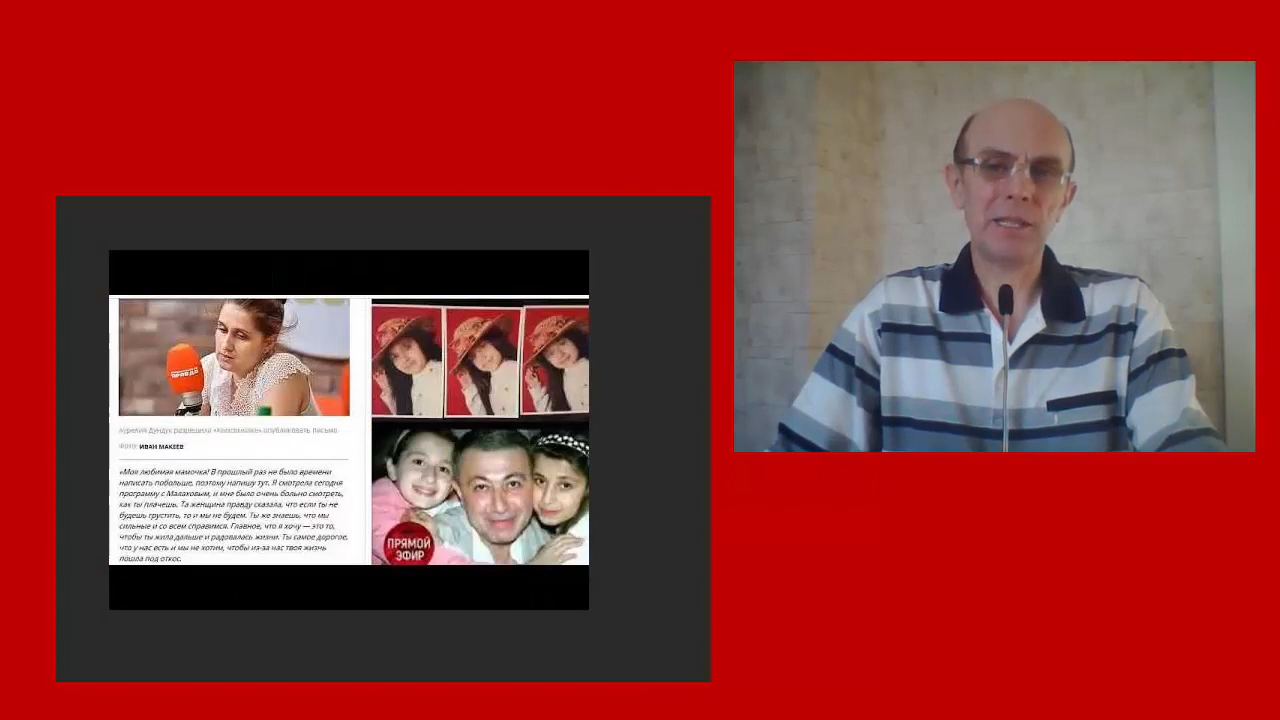 ПРАВДА
Аурелия Дундук разрешила «Комсомолке» опубликовать письмо.
ФОТО: ИВАН МАКЕЕВ
«Моя любимая мамочка! В прошлый раз не было времени
написать побольше, поэтому напишу тут. Я смотрела сегодня
программу с Малаховым, и мне было очень больно смотреть,
как ты плачешь. Та женщина правду сказала, что если ты не
будешь грустить, то и мы не будем. Ты же знаешь, что мы
сильные и со всем справимся. Главное, что я хочу — это то,
чтобы ты жила дальше и радовалась жизни. Ты самое дорогое,
что у нас есть и мы не хотим, чтобы из-за нас твоя жизнь
пошла под откос.
ПРЯМОЙ
ЭФИР